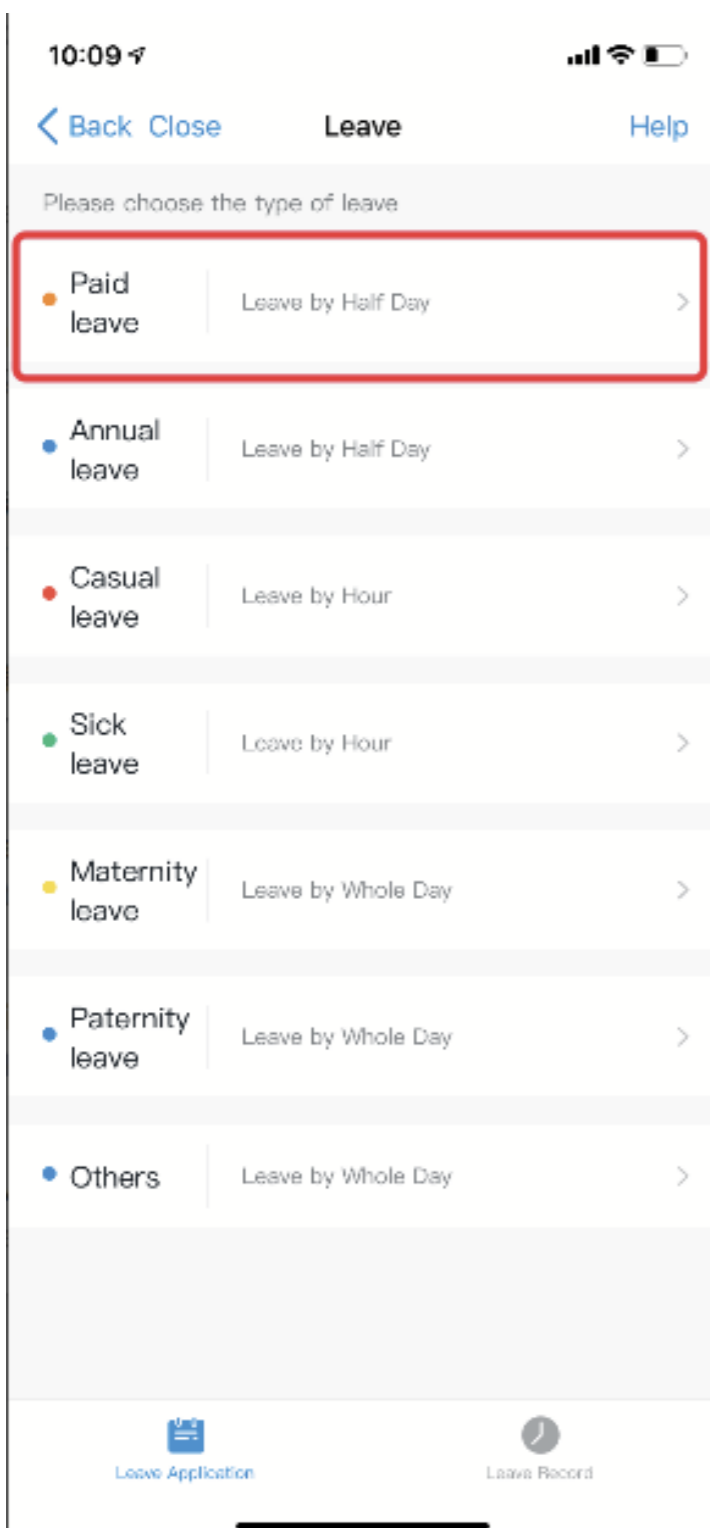 10:09
Back Close Leave Help
Please choose the type of leave
Paid
leave
Leave by Half Day
Annual
leave
Leave by Half Day
Casual
leave
Leave by Hour
Sick
leave
Leave by Hour
Maternity
leave
Leave by Whole Day
Paternity
leave
Leave by Whole Day
Others
Leave by Whole Day
Leave Application
Leave Record